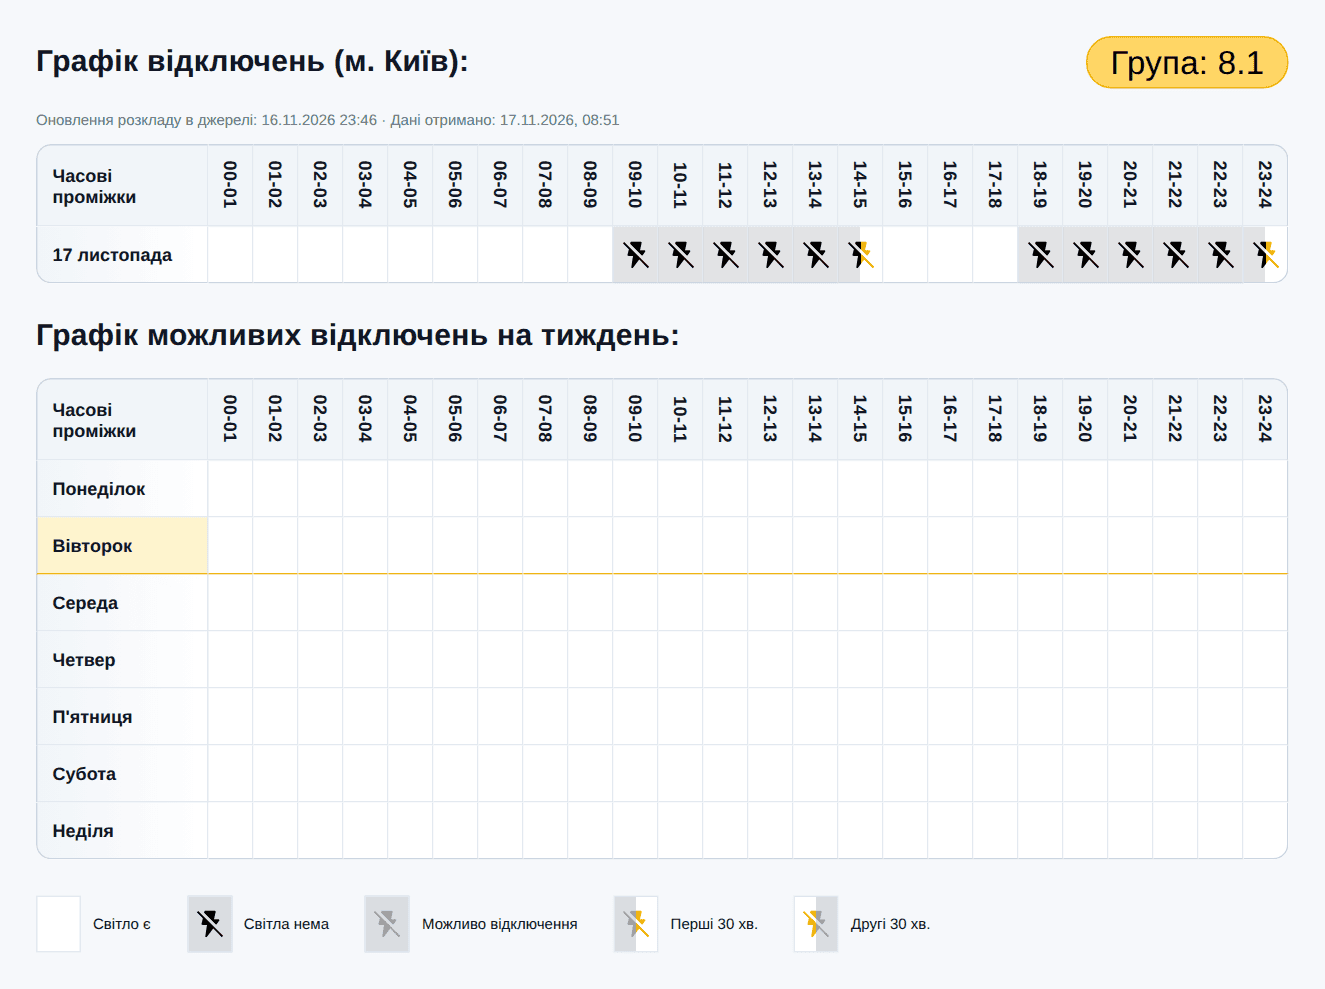 Графік відключень (м. Київ):
Група: 8.1
Оновлення розкладу в джерелі: 16.11.2026 23:46 · Дані отримано: 17.11.2026, 08:51
Часові
проміжки
00-01 01-02 02-03 03-04 04-05 05-06 06-07 07-08 08-09 09-10 10-11 11-12 12-13 13-14 14-15 15-16 16-17 17-18 18-19 19-20 20-21 21-22 22-23 23-24
17 листопада
Графік можливих відключень на тиждень:
Часові
проміжки
00-01 01-02 02-03 03-04 04-05 05-06 06-07 07-08 08-09 09-10 10-11 11-12 12-13 13-14 14-15 15-16 16-17 17-18 18-19 19-20 20-21 21-22 22-23 23-24
Понеділок
Вівторок
Середа
Четвер
П'ятниця
Субота
Неділя
Світло є
Світла нема
Можливо відключення
Перші 30 хв.
Другі 30 хв.